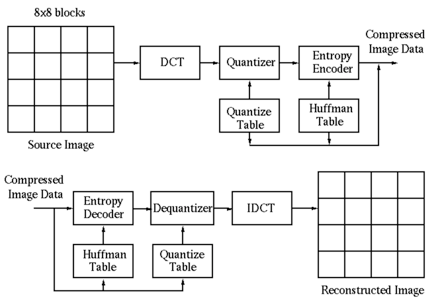 8x8 blocks
DCT
Quantizer
Entropy
Encoder
Compressed
Image Data
Quantize
Table
Huffman
Table
Source Image
Compressed
Image Data
Entropy
Decoder
Dequantizer
IDCT
Huffman
Table
Quantize
Table
Reconstructed Image